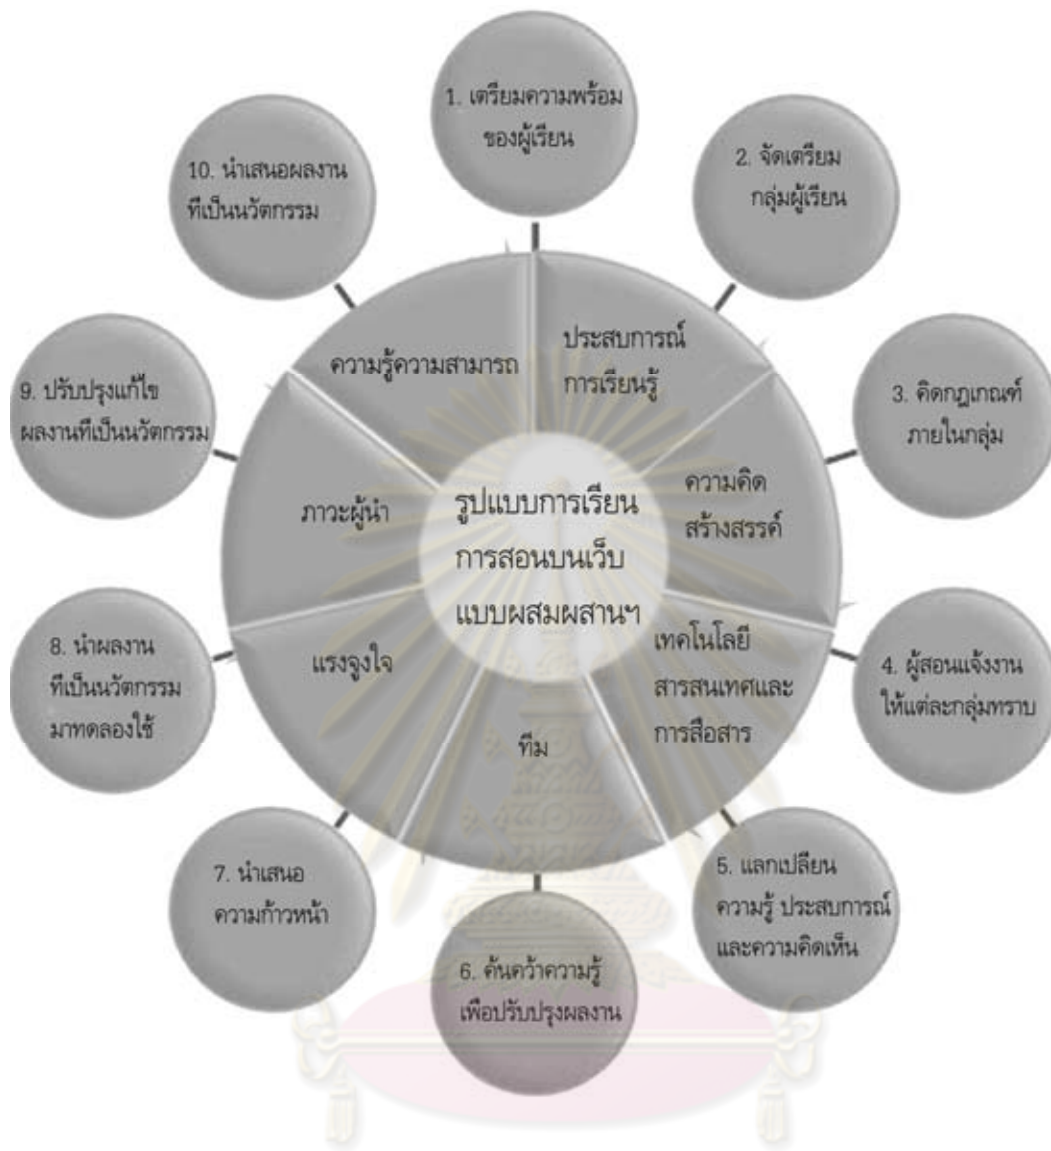 รูปแบบการเรียน
การสอนบนเว็บ
แบบผสมผสานฯ
ประสบการณ์
การเรียนรู้
ความคิด
สร้างสรรค์
เทคโนโลยี
สารสนเทศและ
การสื่อสาร
ทีม
แรงจูงใจ
ภาวะผู้นำ
ความรู้ความสามารถ
1. เตรียมความพร้อม
ของผู้เรียน
2. จัดเตรียม
กลุ่มผู้เรียน
3. คิดกฎเกณฑ์
ภายในกลุ่ม
4. ผู้สอนแจ้งงาน
ให้แต่ละกลุ่มทราบ
5. แลกเปลี่ยน
ความรู้ ประสบการณ์
และความคิดเห็น
6. ค้นคว้าความรู้
เพื่อปรับปรุงผลงาน
7. นำเสนอ
ความก้าวหน้า
8. นำผลงาน
ที่เป็นนวัตกรรม
มาทดลองใช้
9. ปรับปรุงแก้ไข
ผลงานที่เป็นนวัตกรรม
10. นำเสนอผลงาน
ที่เป็นนวัตกรรม